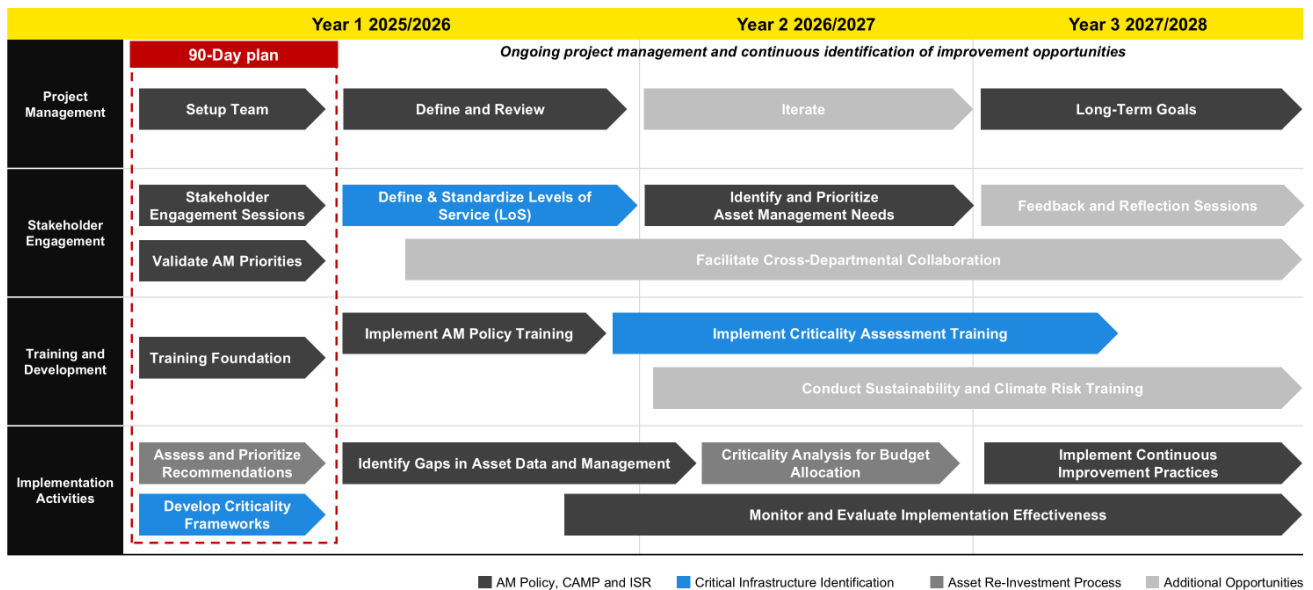 Year 1 2025/2026
Year 2 2026/2027
Year 3 2027/2028
90-Day plan
Ongoing project management and continuous identification of improvement opportunities
Project
Management
Setup Team
Define and Review
Iterate
Long-Term Goals
Stakeholder
Engagement
Stakeholder
Engagement Sessions
Define & Standardize Levels of
Service (LoS)
Identify and Prioritize
Asset Management Needs
Feedback and Reflection Sessions
Validate AM Priorities
Facilitate Cross-Departmental Collaboration
Training and
Development
Training Foundation
Implement AM Policy Training
Implement Criticality Assessment Training
Conduct Sustainability and Climate Risk Training
Implementation
Activities
Assess and Prioritize
Recommendations
Identify Gaps in Asset Data and Management
Criticality Analysis for Budget
Allocation
Implement Continuous
Improvement Practices
Develop Criticality
Frameworks
Monitor and Evaluate Implementation Effectiveness
AM Policy, CAMP and ISR
Critical Infrastructure Identification
Asset Re-Investment Process
Additional Opportunities